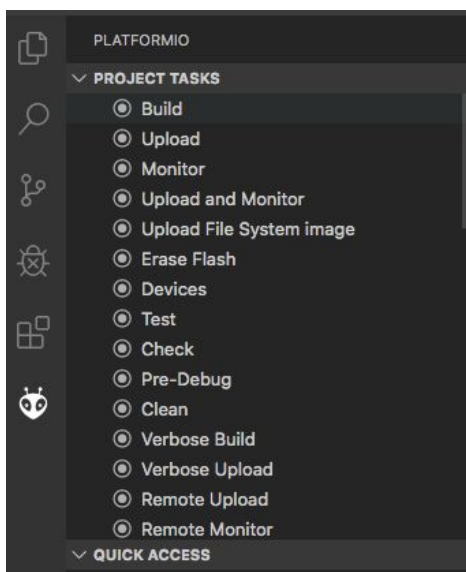 PLATFORMIO
PROJECT TASKS
Build
Upload
Monitor
Upload and Monitor
Upload File System image
Erase Flash
Devices
Test
Check
Pre-Debug
Clean
Verbose Build
Verbose Upload
Remote Upload
Remote Monitor
QUICK ACCESS